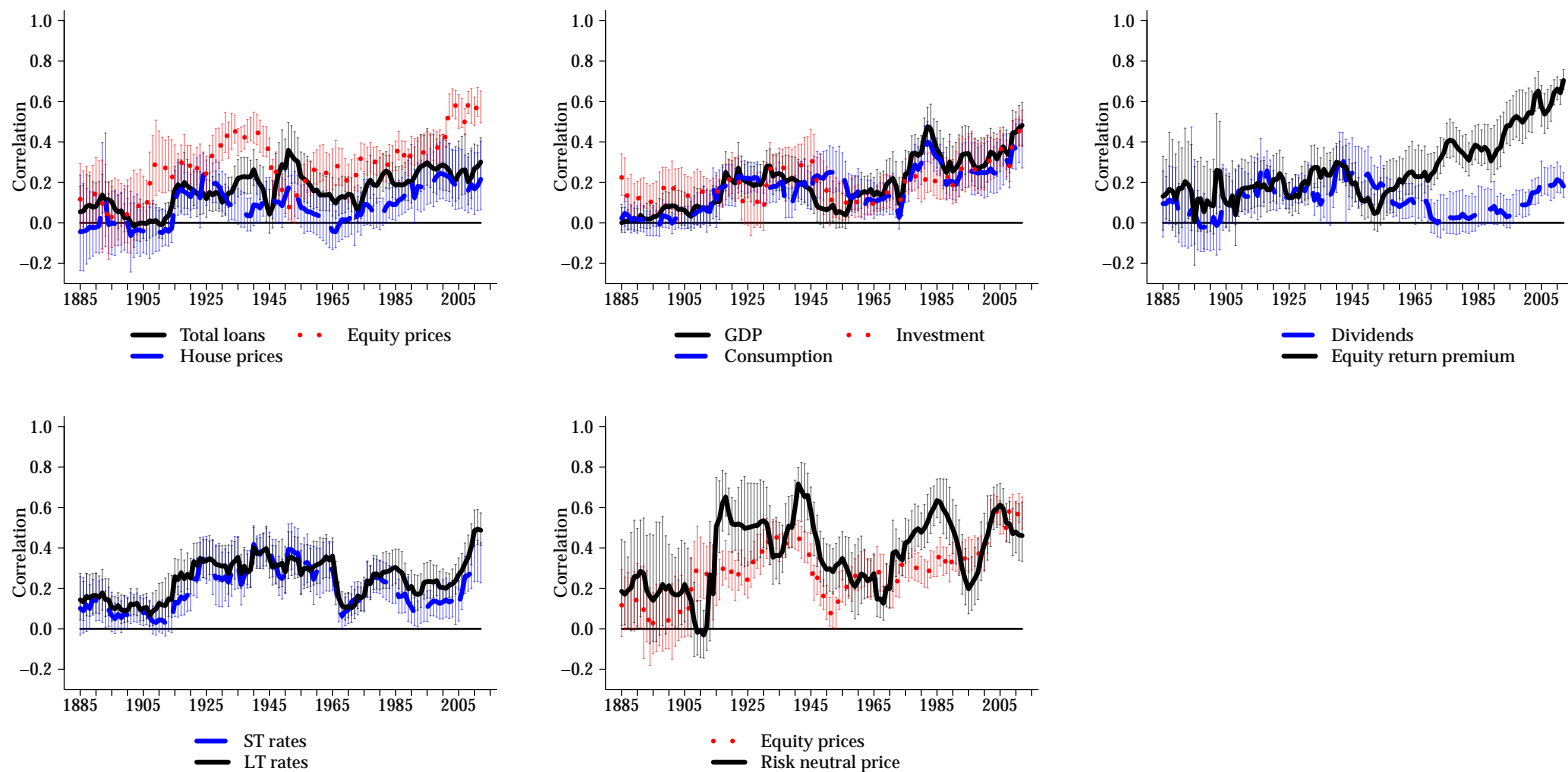 1.0
0.8
0.6
0.4
0.2
0.0
−0.2
Correlation
1885 1905 1925 1945 1965 1985 2005
Total loans
Equity prices
House prices
1.0
0.8
0.6
0.4
0.2
0.0
−0.2
Correlation
1885 1905 1925 1945 1965 1985 2005
GDP
Investment
Consumption
1.0
0.8
0.6
0.4
0.2
0.0
−0.2
Correlation
1885 1905 1925 1945 1965 1985 2005
Dividends
Equity return premium
1.0
0.8
0.6
0.4
0.2
0.0
−0.2
Correlation
1885 1905 1925 1945 1965 1985 2005
ST rates
LT rates
1.0
0.8
0.6
0.4
0.2
0.0
−0.2
Correlation
1885 1905 1925 1945 1965 1985 2005
Equity prices
Risk neutral price